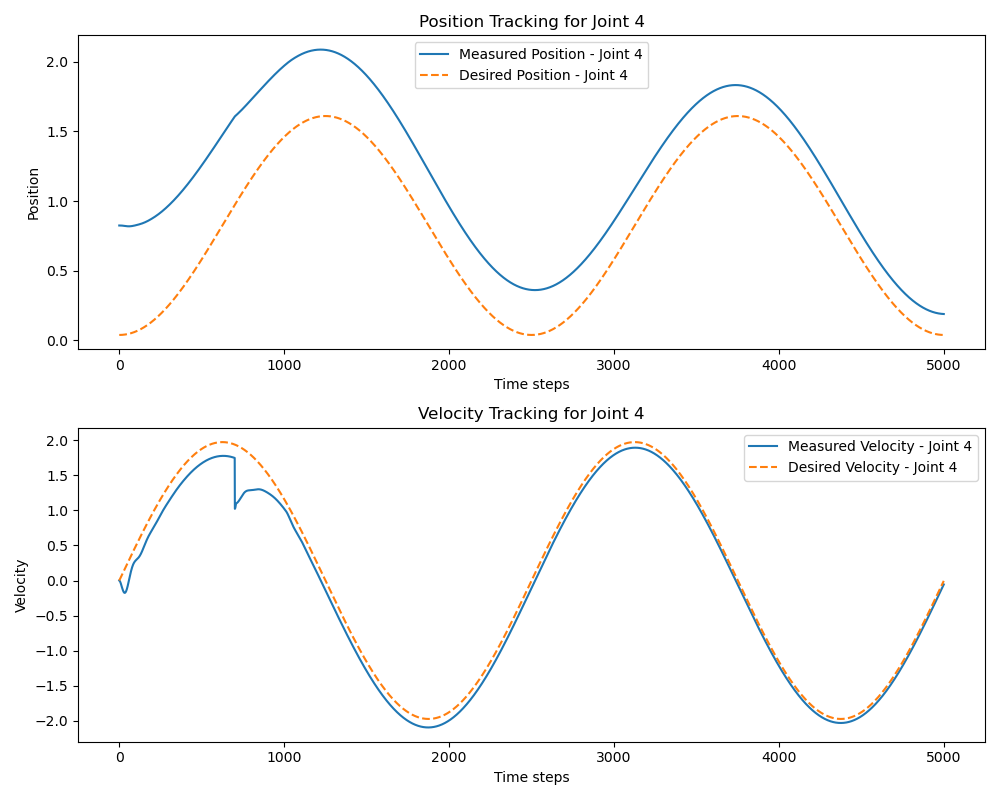 Position Tracking for Joint 4
Measured Position - Joint 4
Desired Position - Joint 4
Position
2.0
1.5
1.0
0.5
0.0
0 1000 2000 3000 4000 5000
Time steps
Velocity Tracking for Joint 4
Measured Velocity - Joint 4
Desired Velocity - Joint 4
Velocity
2.0
1.5
1.0
0.5
0.0
−0.5
−1.0
−1.5
−2.0
0 1000 2000 3000 4000 5000
Time steps